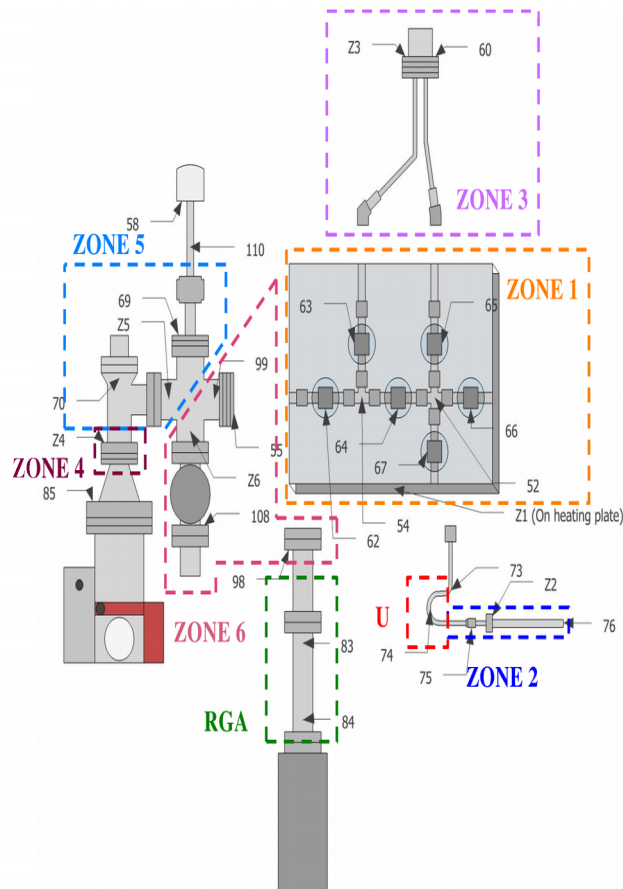 Z3
60
ZONE 3
58
ZONE 5
110
69
Z5
ZONE 1
63
65
99
70
55
Z4
ZONE 4
64
66
67
85
Z6
52
108
54
Z1 (On heating plate)
62
98
73
Z2
ZONE 6
U
83
74
76
75
ZONE 2
RGA
84